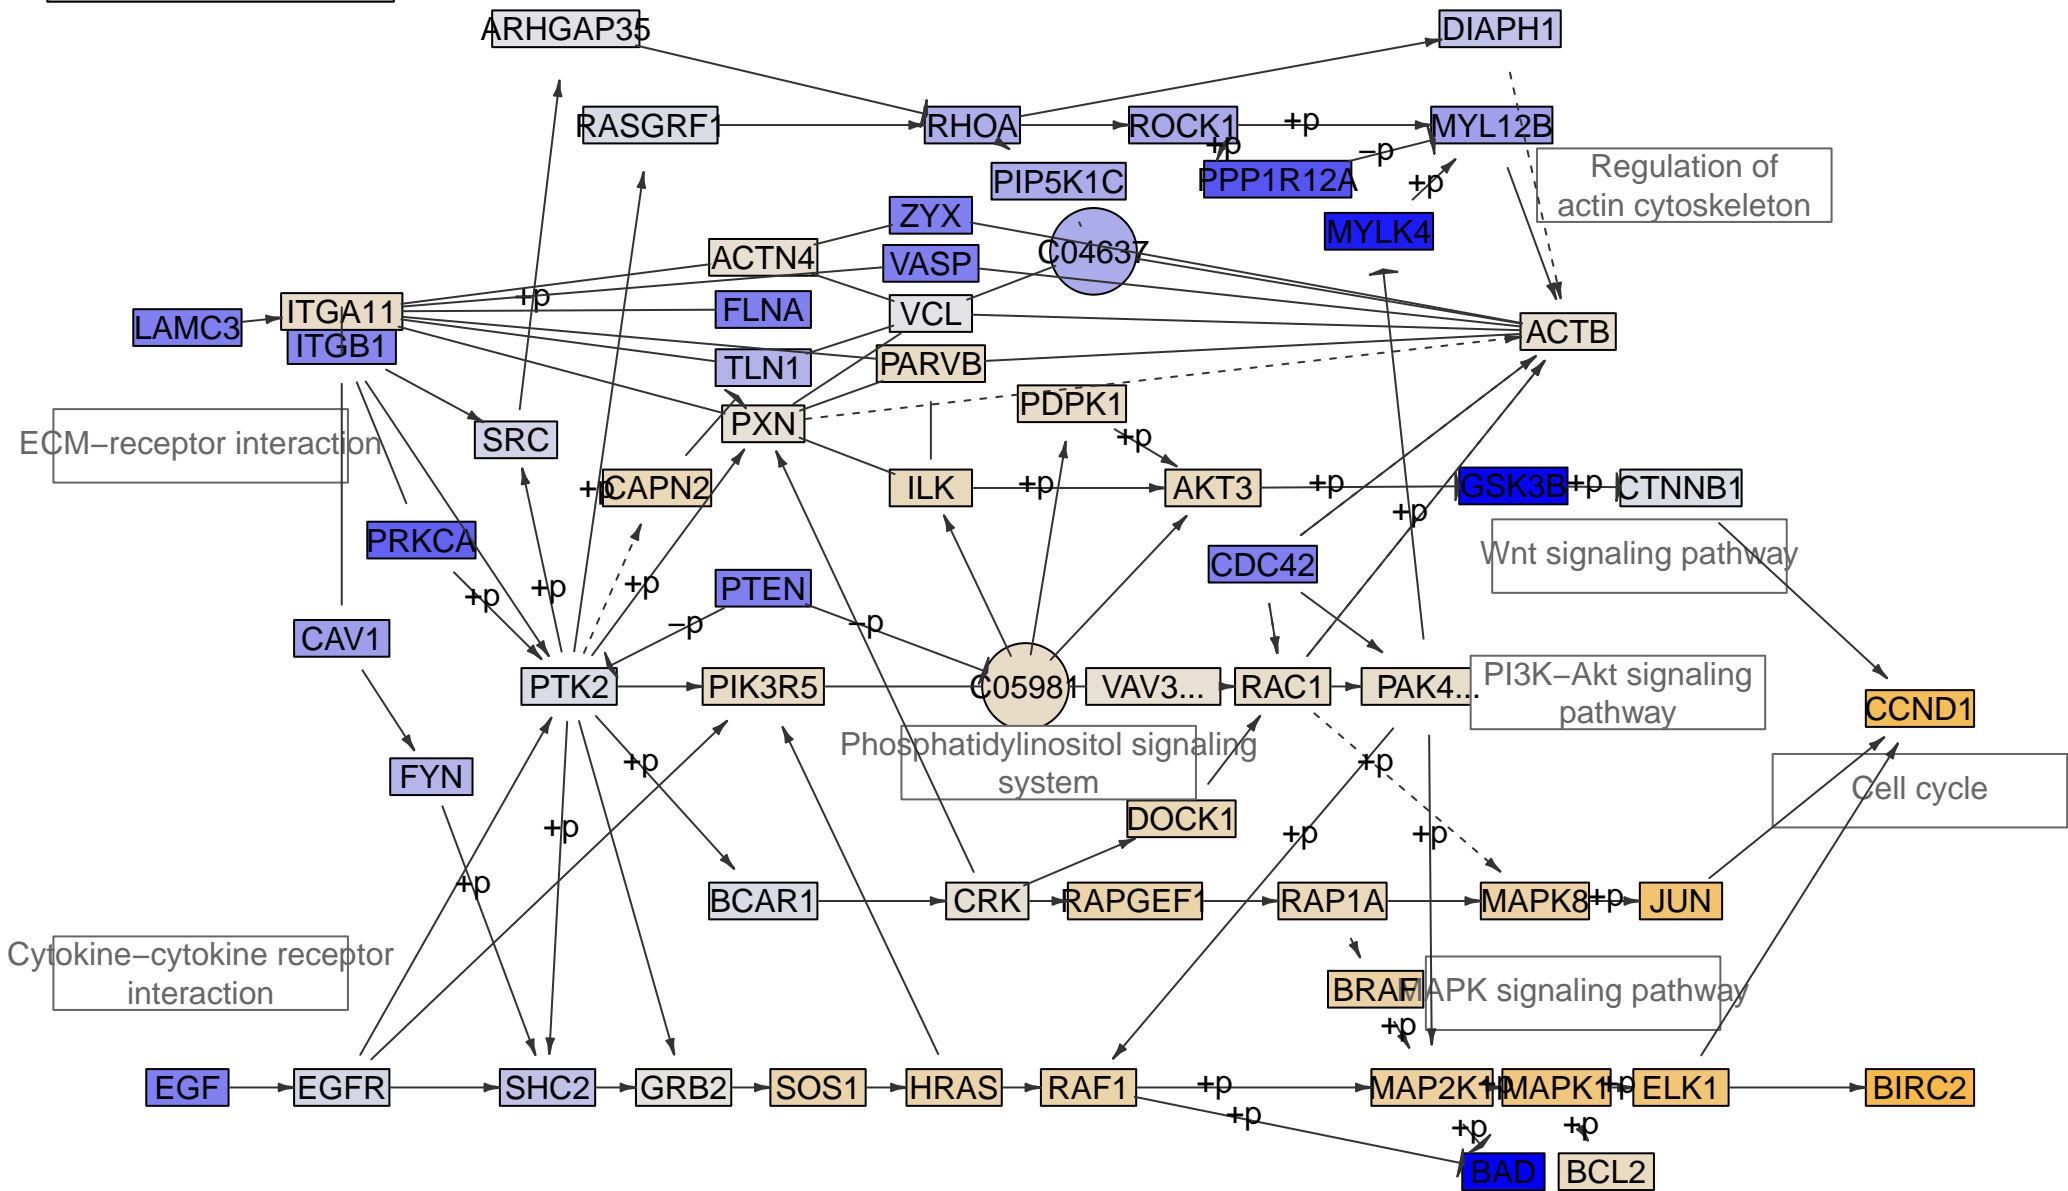 ARHGAP35
DIAPH1
RASGRF1
RHOA
ROCK1
+p
MYL12B
+p
−p
Regulation of
actin cytoskeleton
PIP5K1C
PPP1R12A
+p
ZYX
MYLK4
ACTN4
VASP
C04637
+p
LAMC3
ITGA11
FLNA
VCL
ACTB
ITGB1
TLN1
PARVB
PDPK1
PXN
+p
ECM−receptor interaction
SRC
+p
CAPN2
ILK
+p
AKT3
+p
GSK3B
+p
CTNNB1
+p
PRKCA
Wnt signaling pathway
CDC42
+p
+p
+p
PTEN
−p
−p
CAV1
PTK2
PIK3R5
C05981
VAV3...
RAC1
PAK4...
PI3K−Akt signaling
pathway
CCND1
Phosphatidylinositol signaling
system
+p
+p
FYN
Cell cycle
DOCK1
+p
+p
+p
+p
BCAR1
CRK
RAPGEF1
RAP1A
MAPK8
+p
JUN
Cytokine−cytokine receptor
interaction
BRAF
MAPK signaling pathway
+p
EGF
EGFR
SHC2
GRB2
SOS1
HRAS
RAF1
+p
MAP2K1
+p
MAPK1
+p
ELK1
BIRC2
+p
+p
+p
BAD
BCL2